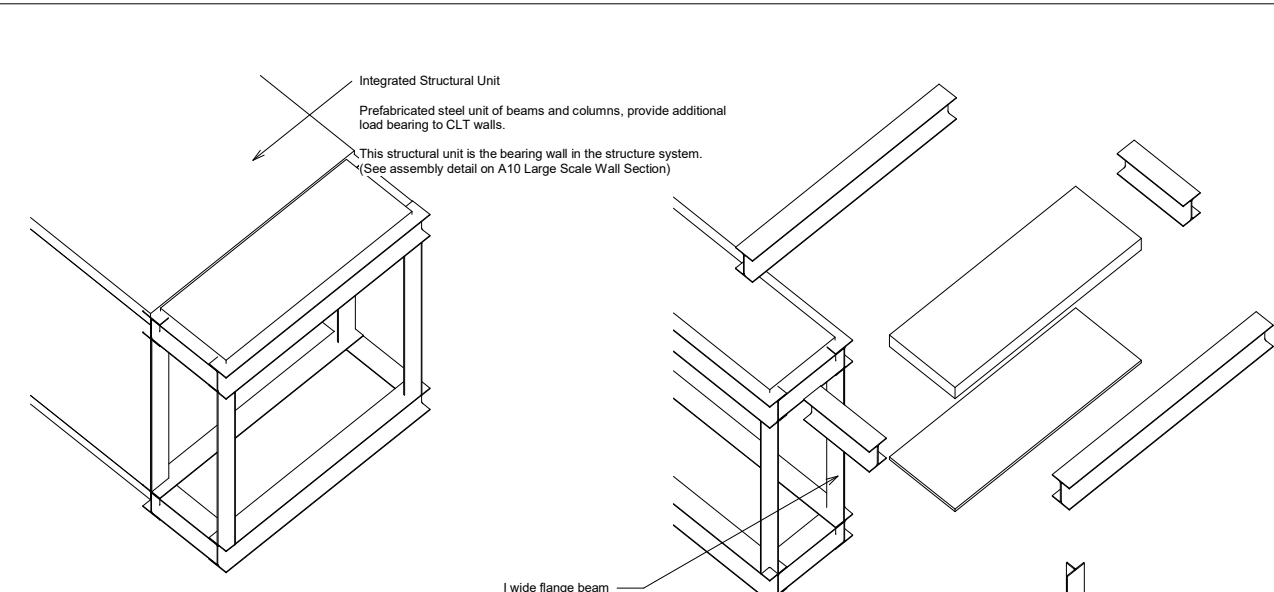 Integrated Structural Unit
Prefabricated steel unit of beams and columns, provide additional
load bearing to CLT walls.
This structural unit is the bearing wall in the structure system.
(See assembly detail on A10 Large Scale Wall Section)
I wide flange beam